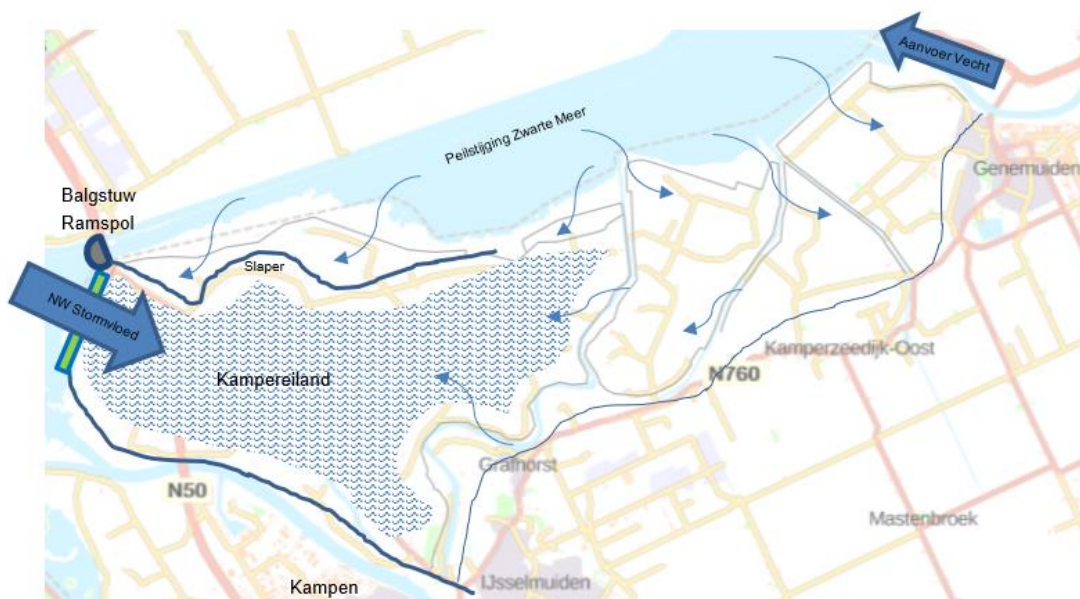 Aanvoer Vecht
Peilstijging Zwarte Meer
Genemuiden
Balgstuw
Ramspol
Slaper
NW Stormvloed
Kamperzeedijk-Oost
Kampereiland
N760
Grafhorst
N50
Mastenbroek
Kampen
IJsselmuiden